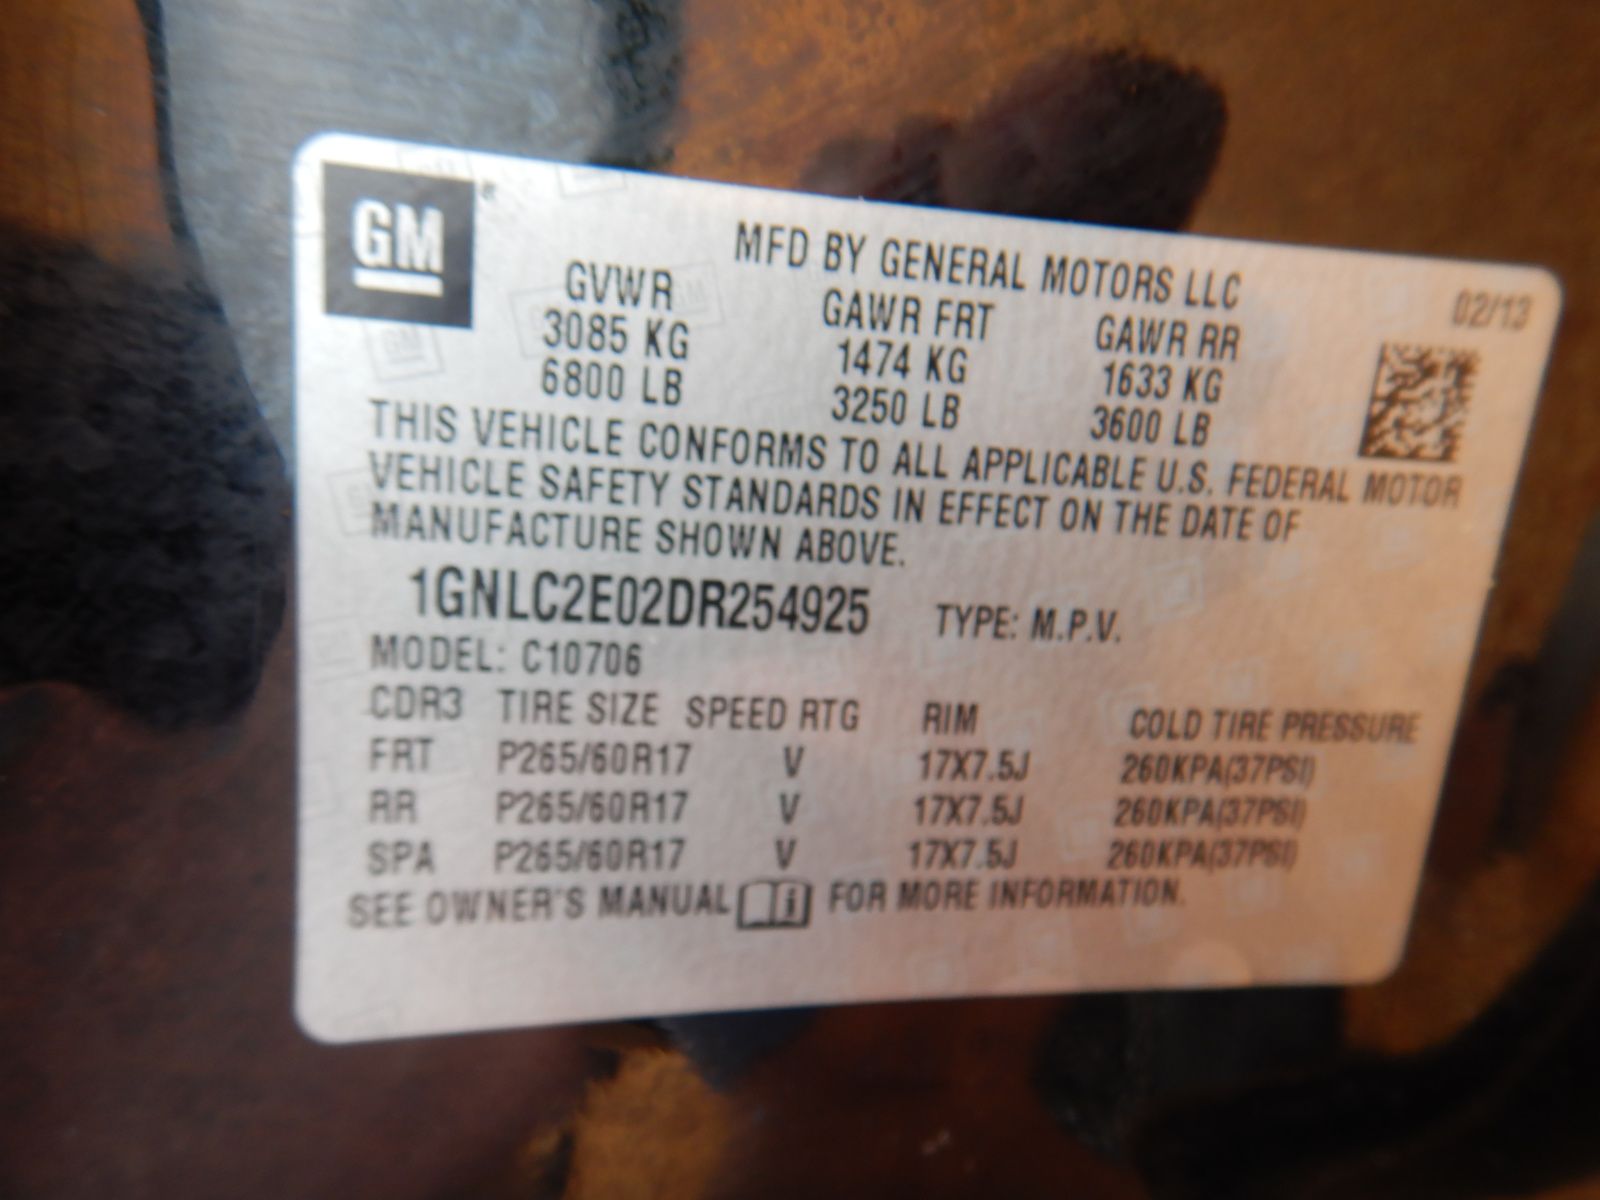 GM
MFD BY GENERAL MOTORS LLC
02/13
GVWR GAWR FRT GAWR RR
3085 KG 1474 KG 1633 KG
6800 LB 3250 LB 3600 LB
THIS VEHICLE CONFORMS TO ALL APPLICABLE U.S. FEDERAL MOTOR
VEHICLE SAFETY STANDARDS IN EFFECT ON THE DATE OF
MANUFACTURE SHOWN ABOVE.
1GNLC2E02DR254925 TYPE: M.P.V.
MODEL: C10706
CDR3 TIRE SIZE SPEED RTG RIM COLD TIRE PRESSURE
FRT P265/60R17 V 17X7.5J 260KPA(37PSI)
RR P265/60R17 V 17X7.5J 260KPA(37PSI)
SPA P265/60R17 V 17X7.5J 260KPA(37PSI)
SEE OWNER'S MANUAL i FOR MORE INFORMATION.